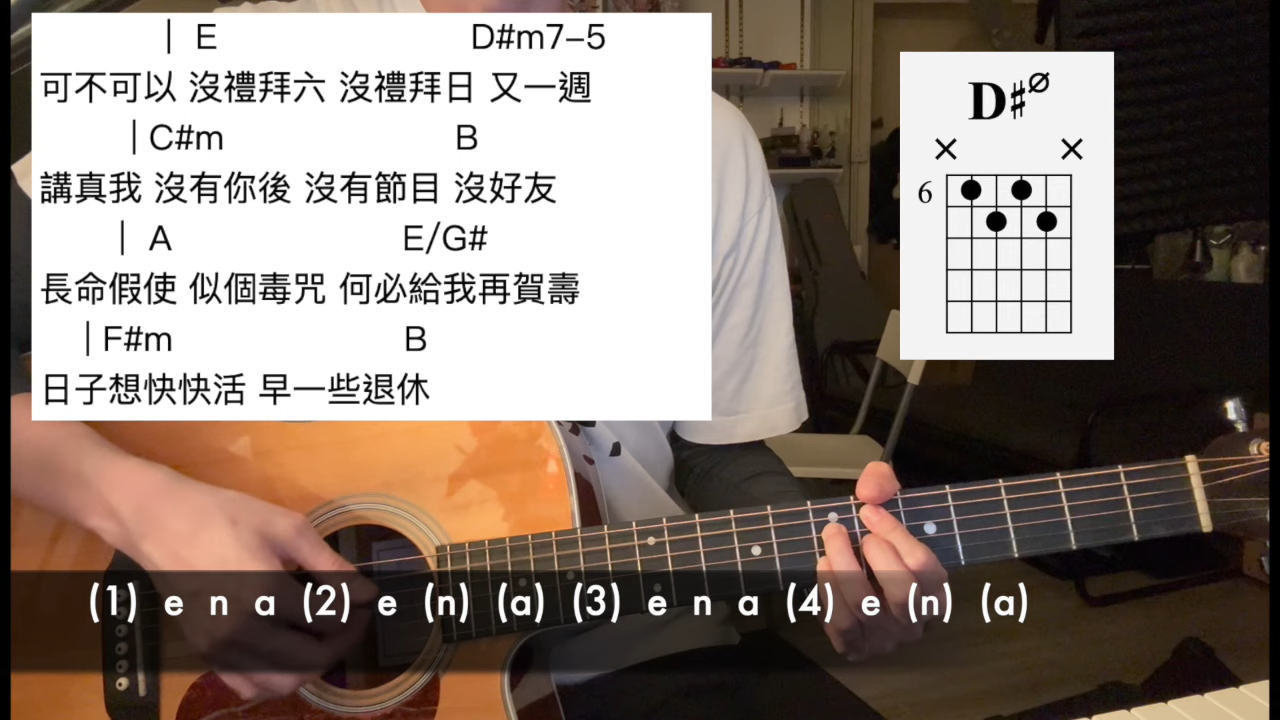 | E D#m7-5
可不可以 沒禮拜六 沒禮拜日 又一週
| C#m B
講真我 沒有你後 沒有節目 沒好友
| A E/G#
長命假使 似個毒咒 何必給我再賀壽
| F#m B
日子想快快活 早一些退休
D♯ø
× ×
6
(1) e n a (2) e (n) (a) (3) e n a (4) e (n) (a)